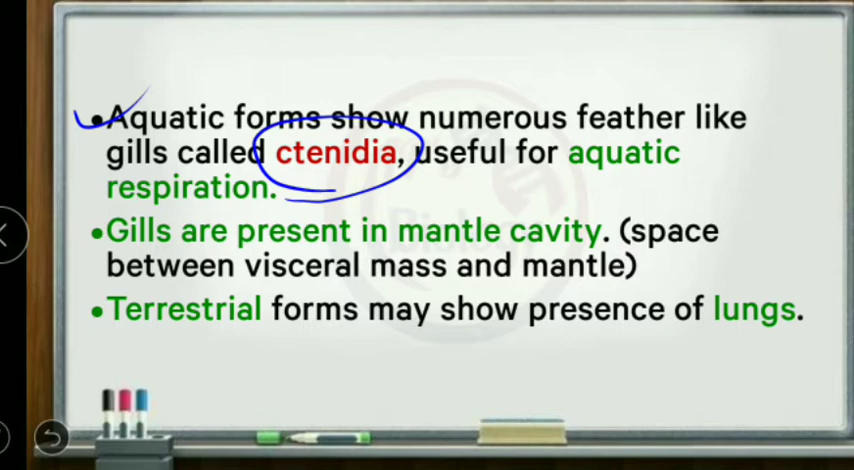 •Aquatic forms show numerous feather like
gills called ctenidia, useful for aquatic
respiration.
•Gills are present in mantle cavity. (space
between visceral mass and mantle)
•Terrestrial forms may show presence of lungs.
Biology